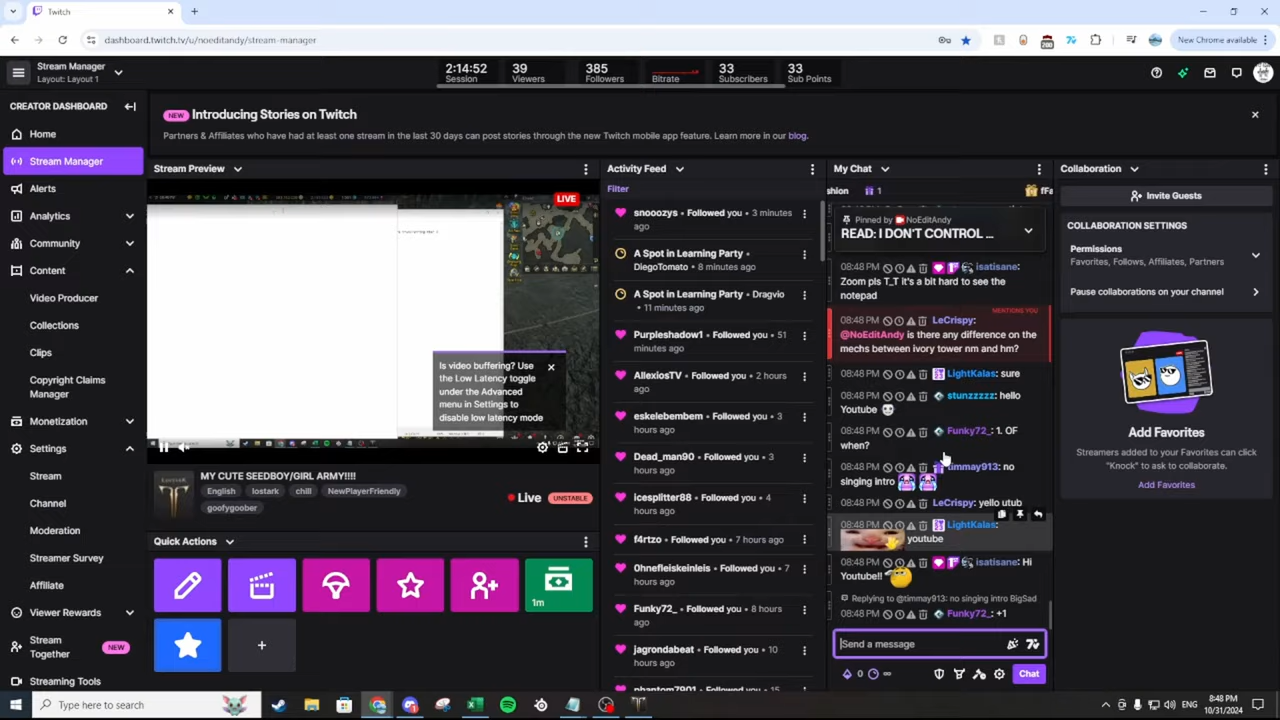 Twitch
dashboard.twitch.tv/u/noeditandy/stream-manager
200
New Chrome available
Stream Manager
Layout: Layout 1
2:14:52
Session
39
Viewers
385
Followers
Bitrate
33
Subscribers
33
Sub Points
CREATOR DASHBOARD
Home
Stream Manager
Alerts
Analytics
Community
Content
Video Producer
Collections
Clips
Copyright Claims
Manager
Monetization
Settings
Stream
Channel
Moderation
Streamer Survey
Affiliate
Viewer Rewards
Stream
Together
NEW
Streaming Tools
NEW Introducing Stories on Twitch
Partners & Affiliates who have had at least one stream in the last 30 days can post stories through the new Twitch mobile app feature. Learn more in our blog.
Stream Preview
LIVE
Is video buffering? Use
the Low Latency toggle
under the Advanced
menu in Settings to
disable low latency mode
MY CUTE SEEDBOY/GIRL ARMY!!!!
English
lostark
chill
NewPlayerFriendly
goofygoober
Live
UNSTABLE
Quick Actions
1m
Activity Feed
Filter
snooozys • Followed you • 3 minutes
ago
A Spot in Learning Party •
DiegoTomato • 8 minutes ago
A Spot in Learning Party • Dragvio
• 11 minutes ago
Purpleshadow1 • Followed you • 51
minutes ago
AllexiosTV • Followed you • 2 hours
ago
eskelebembem • Followed you • 3
hours ago
Dead_man90 • Followed you • 3
hours ago
icesplitter88 • Followed you • 4
hours ago
f4rtzo • Followed you • 7 hours ago
0hnefleiskeinleis • Followed you • 7
hours ago
Funky72_ • Followed you • 8 hours
ago
jagrondabeat • Followed you • 10
hours ago
phantom7901 • Followed you • 15
My Chat
shion
1
fFa
Pinned by NoEditAndy
READ: I DON'T CONTROL ...
08:48 PM isatisane:
Zoom pls T_T it's a bit hard to see the
notepad
MENTIONS YOU
08:48 PM LeCrispy:
@NoEditAndy is there any difference on the
mechs between ivory tower nm and hm?
08:48 PM LightKalas: sure
08:48 PM stunzzzzz: hello
Youtube
08:48 PM Funky72_: 1. OF
when?
08:48 PM timmay913: no
singing intro
08:48 PM LeCrispy: yello utub
08:48 PM LightKalas:
youtube
08:48 PM isatisane: Hi
Youtube!!
Replying to @timmay913: no singing intro BigSad
08:48 PM Funky72_: +1
Send a message
0
∞
Chat
Collaboration
Invite Guests
COLLABORATION SETTINGS
Permissions
Favorites, Follows, Affiliates, Partners
Pause collaborations on your channel
Add Favorites
Streamers added to your Favorites can click
"Knock" to ask to collaborate.
Add Favorites
Type here to search
ENG
8:48 PM
10/31/2024